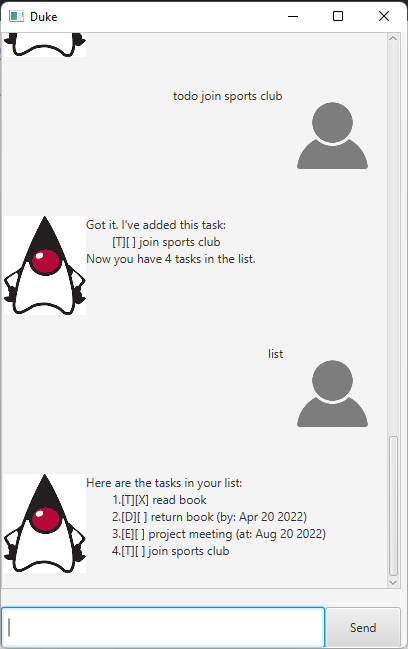 Duke
todo join sports club
Got it. I've added this task:
[T][ ] join sports club
Now you have 4 tasks in the list.
list
Here are the tasks in your list:
1.[T][X] read book
2.[D][ ] return book (by: Apr 20 2022)
3.[E][ ] project meeting (at: Aug 20 2022)
4.[T][ ] join sports club
Send